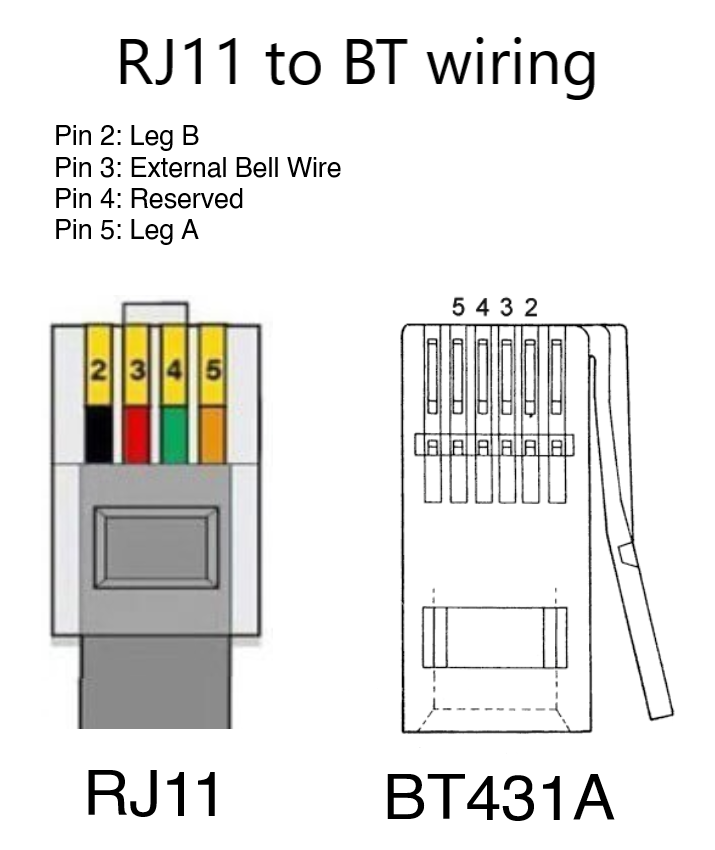 RJ11 to BT wiring
Pin 2: Leg B
Pin 3: External Bell Wire
Pin 4: Reserved
Pin 5: Leg A
5 4 3 2
2 3 4 5
RJ11
BT431A